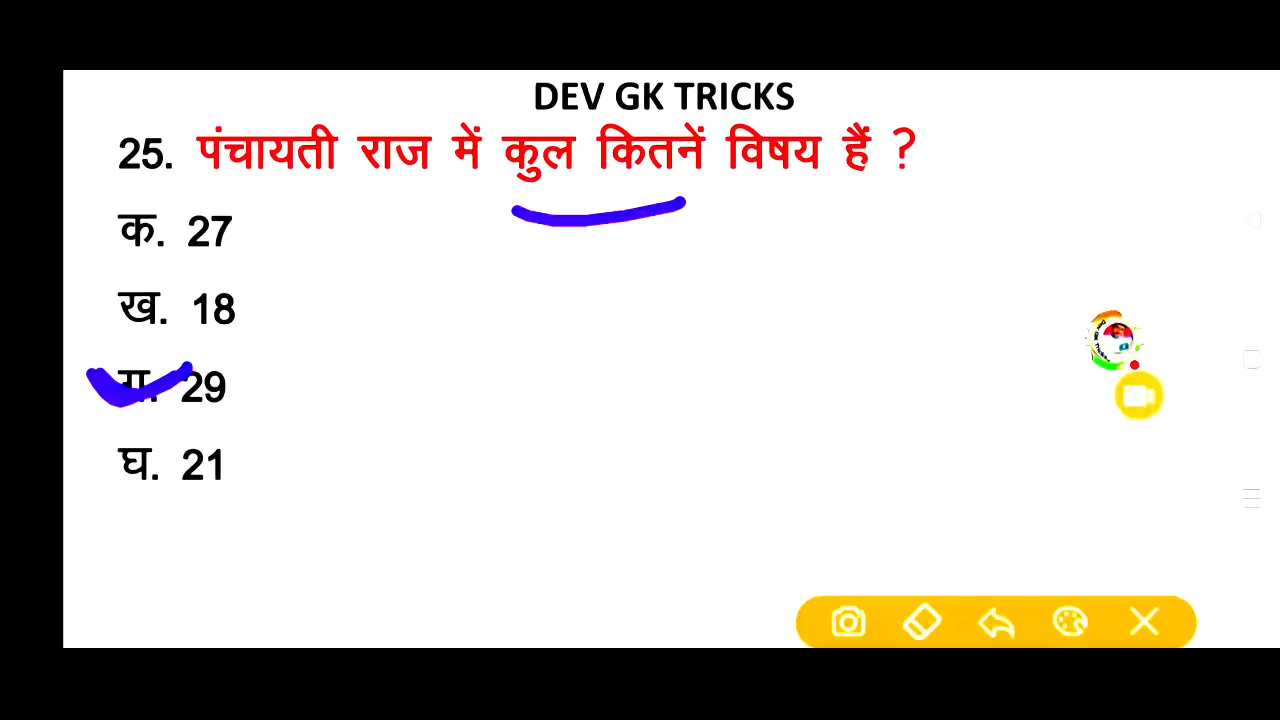 DEV GK TRICKS
25. पंचायती राज में कुल कितनें विषय हैं ?
क. 27
ख. 18
ग. 29
घ. 21